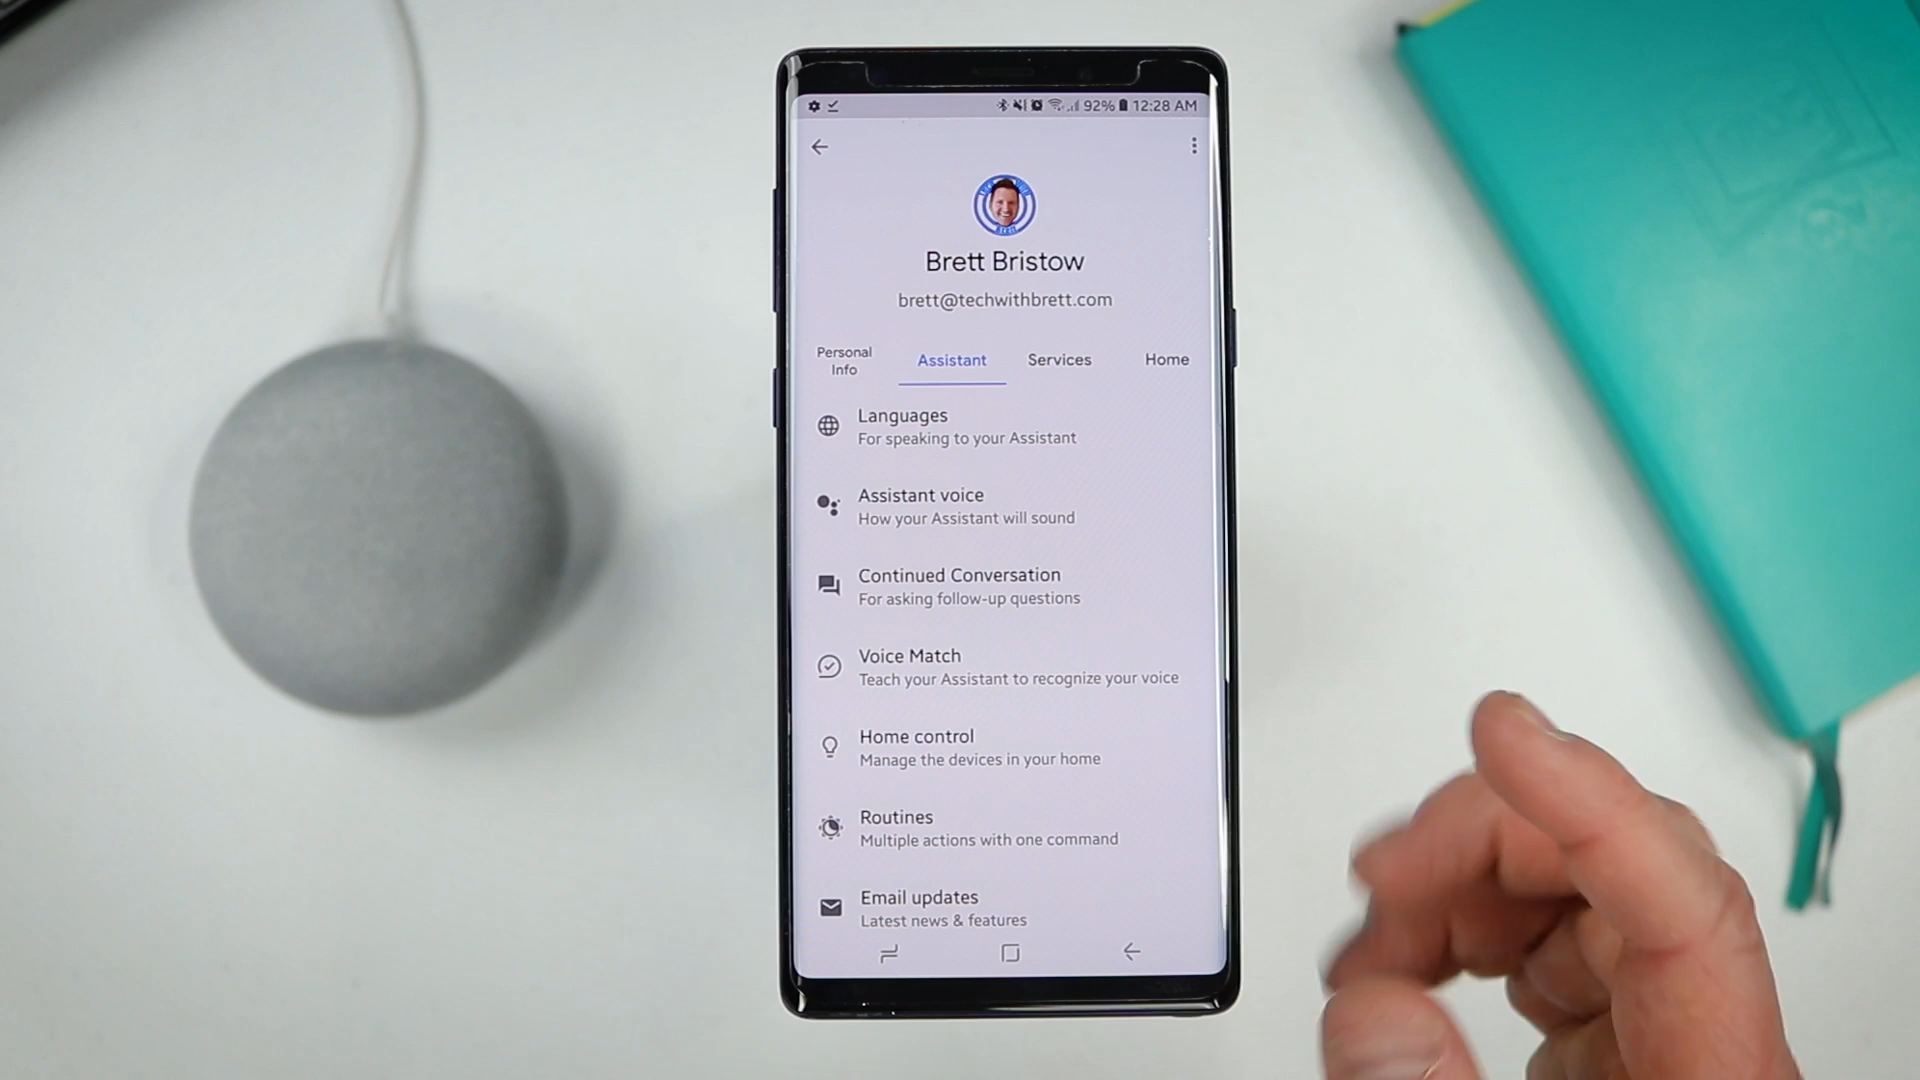 92% 12:28 AM
Brett Bristow
brett@techwithbrett.com
Personal Info
Assistant
Services
Home
Languages
For speaking to your Assistant
Assistant voice
How your Assistant will sound
Continued Conversation
For asking follow-up questions
Voice Match
Teach your Assistant to recognize your voice
Home control
Manage the devices in your home
Routines
Multiple actions with one command
Email updates
Latest news & features